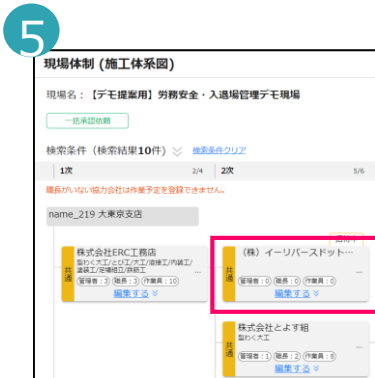 5
現場体制 (施工体系図)
現場名：【デモ提案用】労務安全・入退場管理デモ現場
一括承認依頼
検索条件（検索結果10件） 検索条件クリア
1次 2/4 2次 5/6
職長がいない協力会社は作業予定を登録できません。
name_219 大東京支店
共通
株式会社ERC工務店
型わく大工/とび工/大工/溶接工/内装工/
塗装工/足場組立/鉄筋工
管理者：3 職長：3 作業員：10
編集する
共通
（株）イーリバースドット…
管理者：0 職長：0 作業員：0
編集する
共通
株式会社とよす組
型わく大工
管理者：1 職長：2 作業員：8
編集する